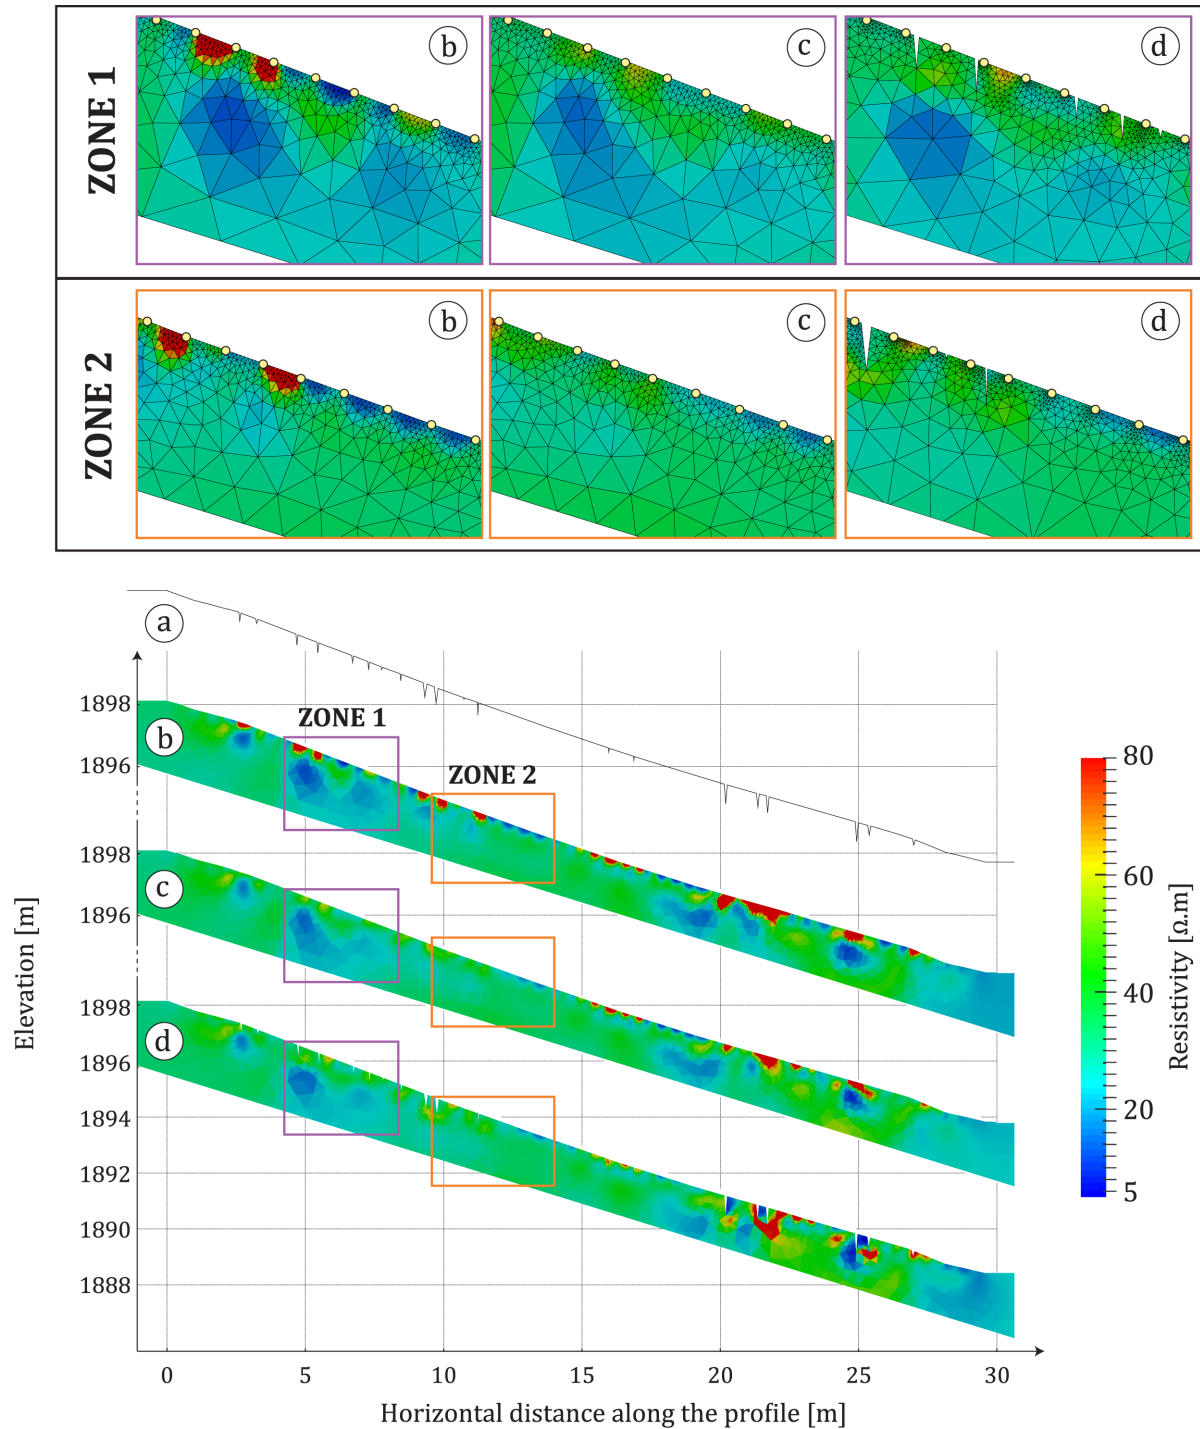 ZONE 1
b
c
d
ZONE 2
b
c
d
a
1898
b
ZONE 1
1896
ZONE 2
80
1898
c
60
1896
40
1898
d
1896
20
1894
5
1892
1890
1888
Elevation [m]
Resistivity [Ω.m]
0 5 10 15 20 25 30
Horizontal distance along the profile [m]